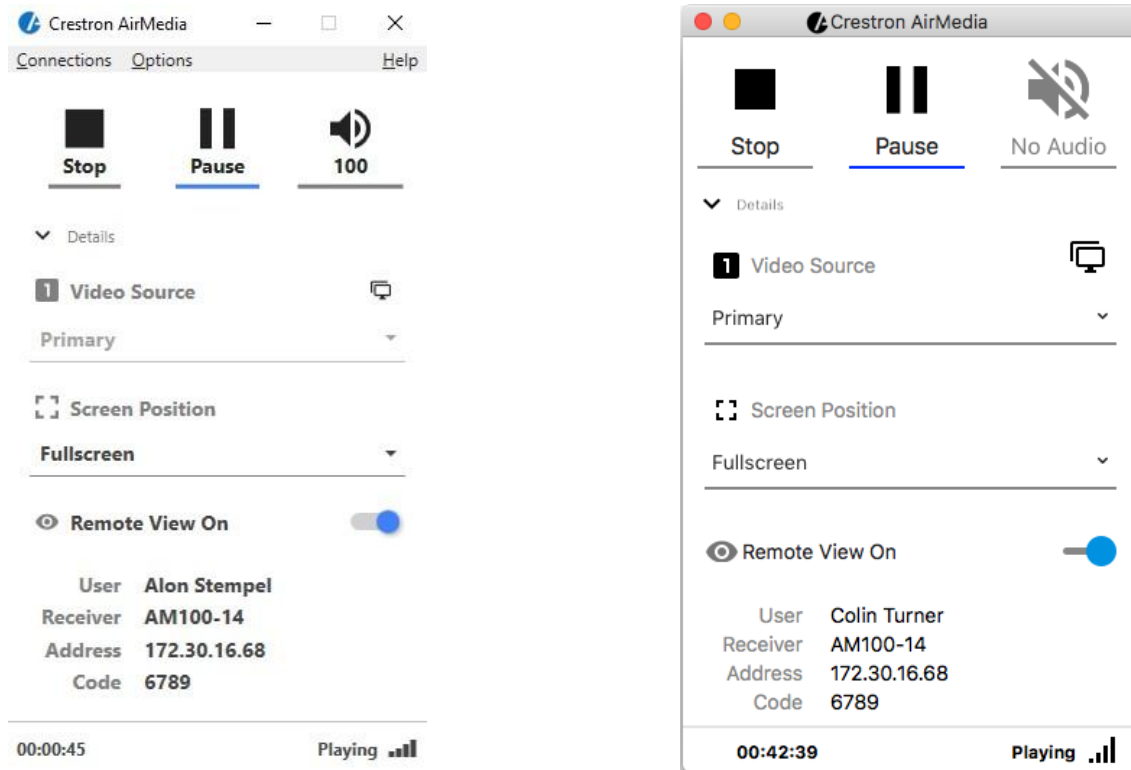 Crestron AirMedia
Connections Options Help
Stop Pause 100
Details
1 Video Source
Primary
Screen Position
Fullscreen
Remote View On
User Alon Stempel
Receiver AM100-14
Address 172.30.16.68
Code 6789
00:00:45 Playing
Crestron AirMedia
Stop Pause No Audio
Details
1 Video Source
Primary
Screen Position
Fullscreen
Remote View On
User Colin Turner
Receiver AM100-14
Address 172.30.16.68
Code 6789
00:42:39 Playing